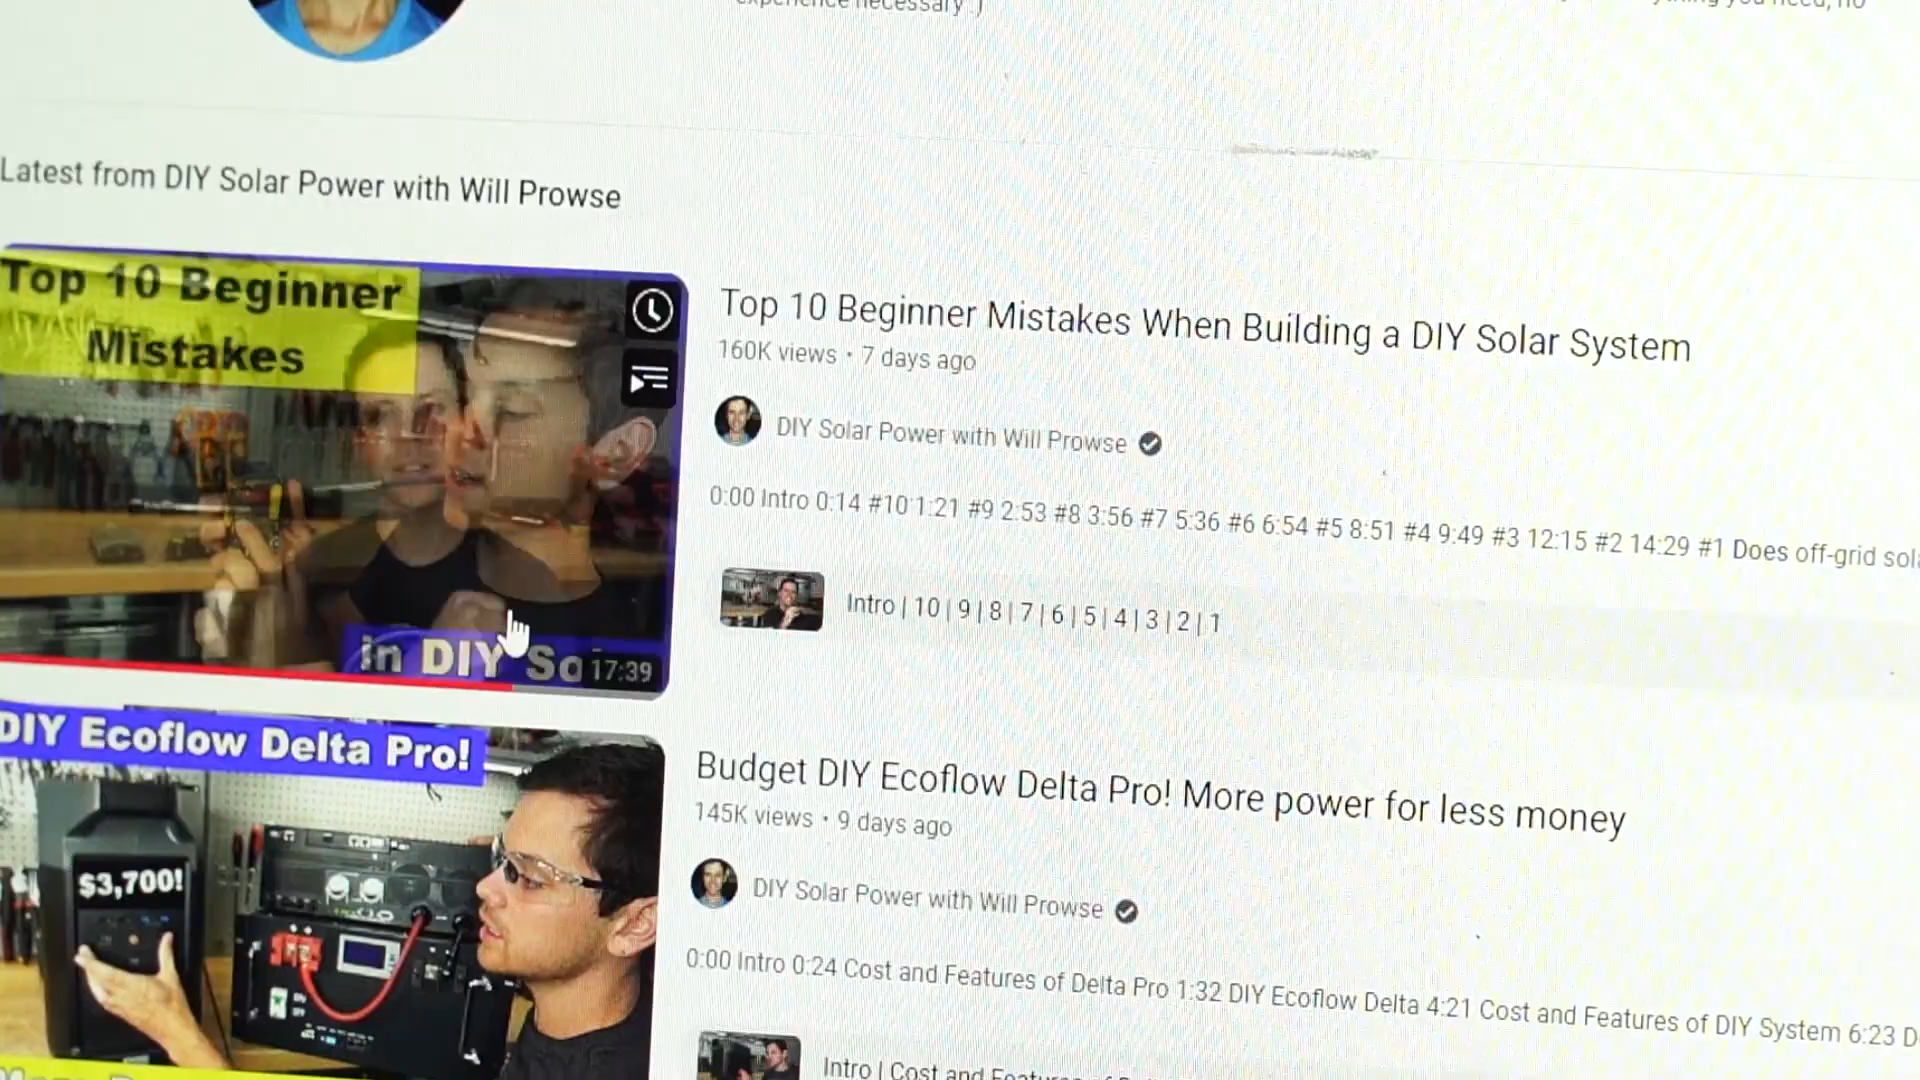 experience necessary :)
Latest from DIY Solar Power with Will Prowse
Top 10 Beginner
Mistakes
in DIY So
17:39
Top 10 Beginner Mistakes When Building a DIY Solar System
160K views • 7 days ago
DIY Solar Power with Will Prowse
0:00 Intro 0:14 #10 1:21 #9 2:53 #8 3:56 #7 5:36 #6 6:54 #5 8:51 #4 9:49 #3 12:15 #2 14:29 #1 Does off-grid sol
Intro | 10 | 9 | 8 | 7 | 6 | 5 | 4 | 3 | 2 | 1
DIY Ecoflow Delta Pro!
$3,700!
Budget DIY Ecoflow Delta Pro! More power for less money
145K views • 9 days ago
DIY Solar Power with Will Prowse
0:00 Intro 0:24 Cost and Features of Delta Pro 1:32 DIY Ecoflow Delta 4:21 Cost and Features of DIY System 6:23 D
Intro | Cost and